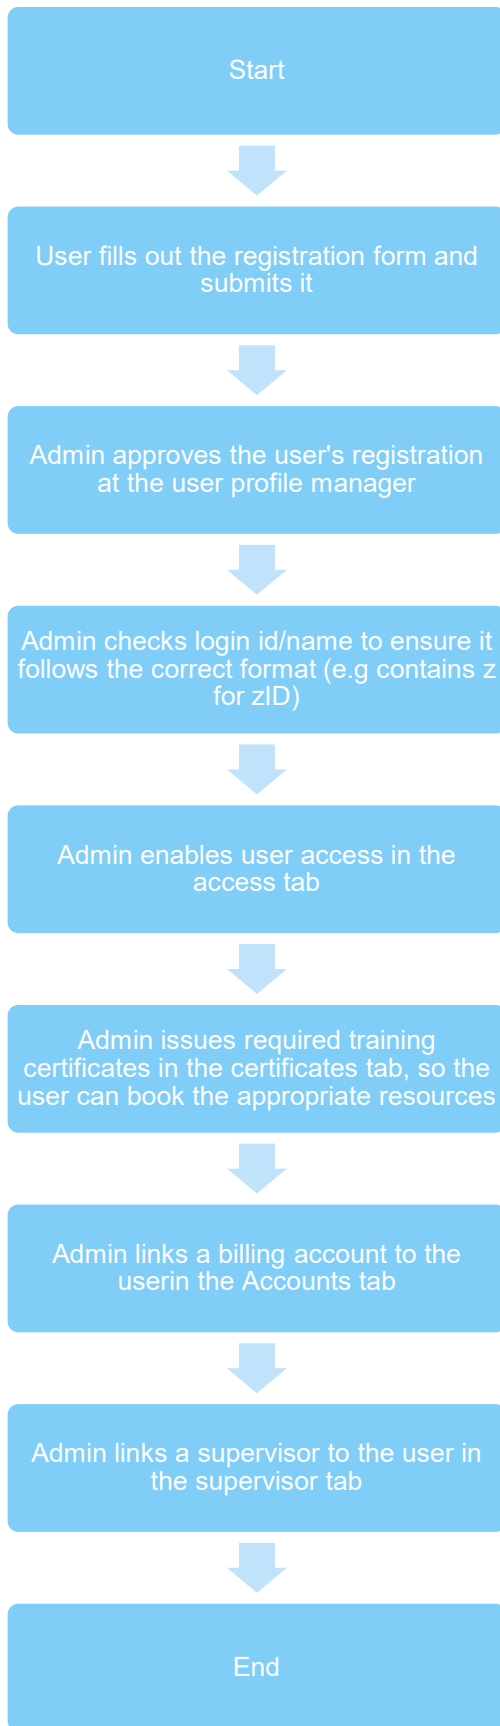 Start
User fills out the registration form and
submits it
Admin approves the user's registration
at the user profile manager
Admin checks login id/name to ensure it
follows the correct format (e.g contains z
for zID)
Admin enables user access in the
access tab
Admin issues required training
certificates in the certificates tab, so the
user can book the appropriate resources
Admin links a billing account to the
userin the Accounts tab
Admin links a supervisor to the user in
the supervisor tab
End